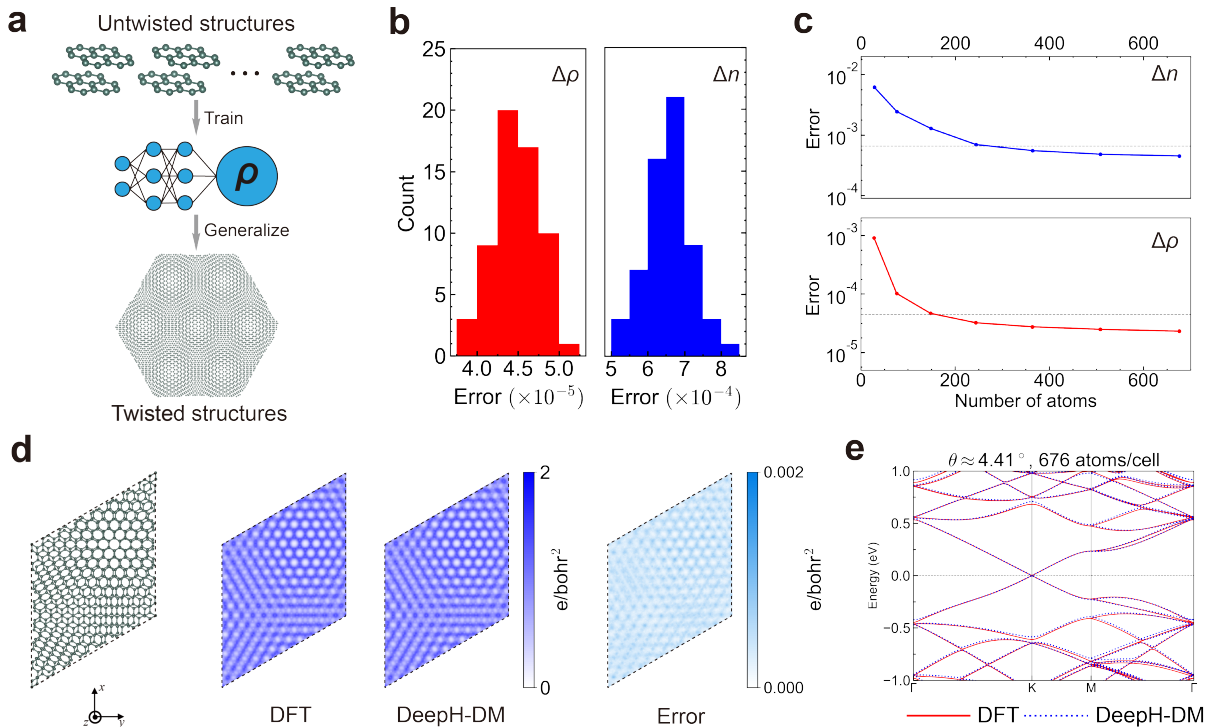 a
Untwisted structures
Train
ρ
Generalize
Twisted structures
b
25
20
15
10
5
0
Count
Δρ
Δn
4.0 4.5 5.0
5 6 7 8
Error (×10⁻⁵)
Error (×10⁻⁴)
c
0 200 400 600
Δn
10⁻²
10⁻³
10⁻⁴
Error
Δρ
10⁻³
10⁻⁴
10⁻⁵
Error
0 200 400 600
Number of atoms
d
x
z y
DFT
DeepH-DM
2
0
e/bohr²
Error
0.002
0.000
e/bohr²
e
θ ≈ 4.41°, 676 atoms/cell
1.0
0.5
0.0
−0.5
−1.0
Energy (eV)
Γ K M Γ
DFT DeepH-DM